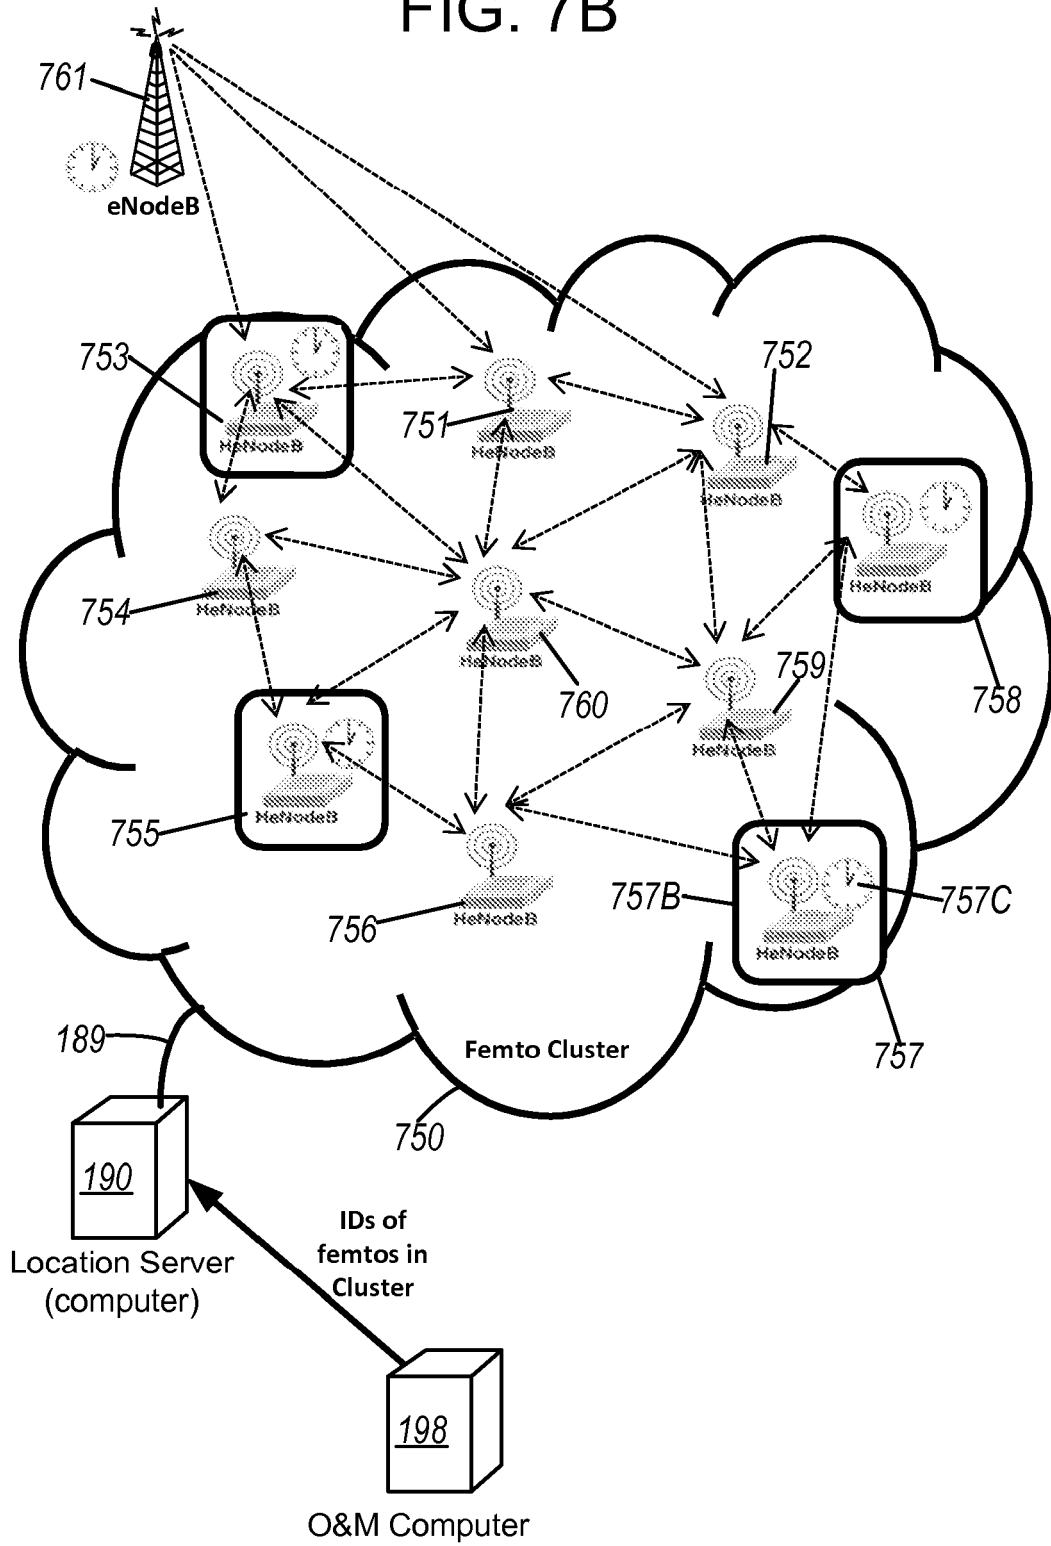 FIG. 7B
761
eNodeB
753
HeNodeB
751
HeNodeB
752
HeNodeB
HeNodeB
758
754
HeNodeB
HeNodeB
760
759
HeNodeB
755
HeNodeB
756
HeNodeB
757B
757C
HeNodeB
757
189
Femto Cluster
750
190
Location Server
(computer)
IDs of
femtos in
Cluster
198
O&M Computer